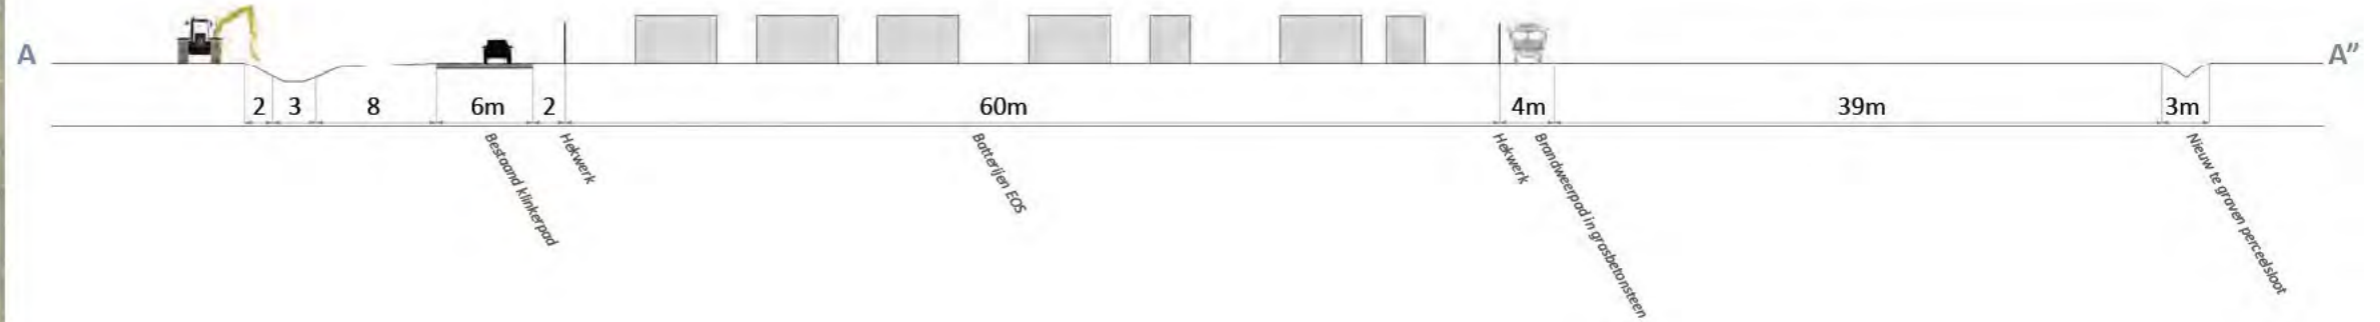 A
A"
2
3
8
6m
2
60m
4m
39m
3m
Bestaand klinkerpad
Hekwerk
Batterijen EOS
Hekwerk
Brandweerpad in grasbetonsteen
Nieuw te graven perceelsloot